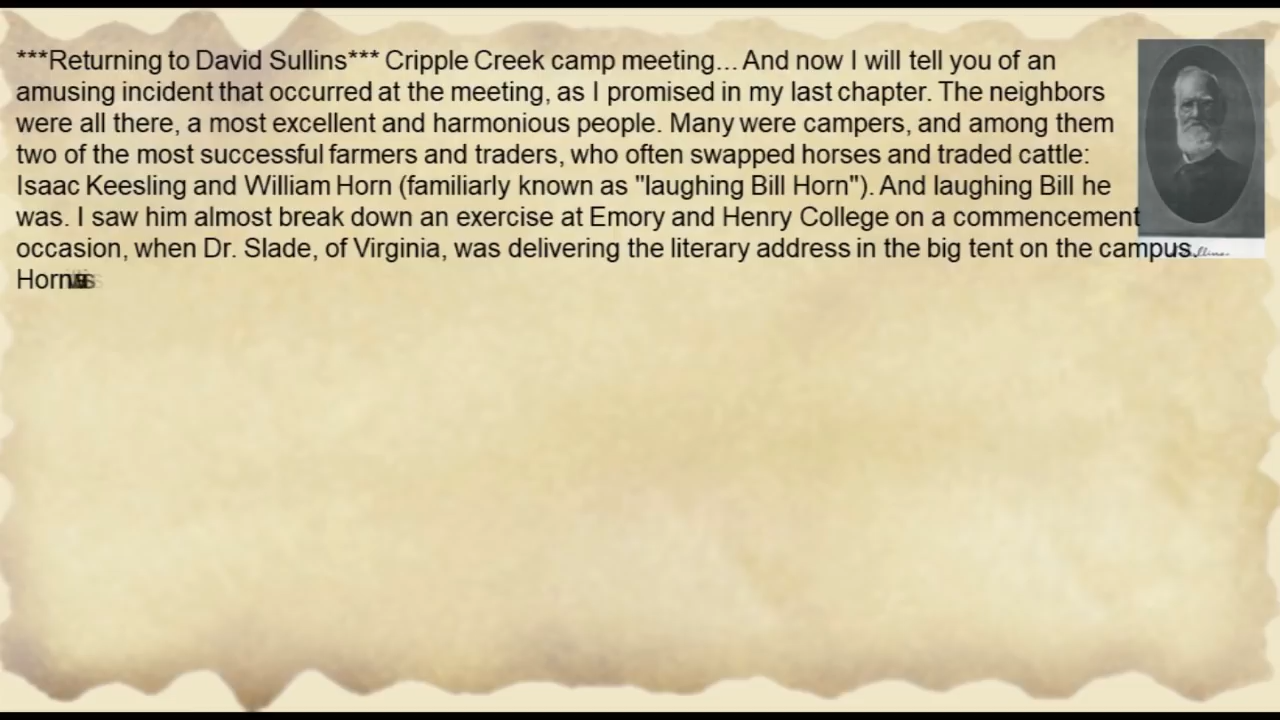 ***Returning to David Sullins*** Cripple Creek camp meeting... And now I will tell you of an
amusing incident that occurred at the meeting, as I promised in my last chapter. The neighbors
were all there, a most excellent and harmonious people. Many were campers, and among them
two of the most successful farmers and traders, who often swapped horses and traded cattle:
Isaac Keesling and William Horn (familiarly known as "laughing Bill Horn"). And laughing Bill he
was. I saw him almost break down an exercise at Emory and Henry College on a commencement
occasion, when Dr. Slade, of Virginia, was delivering the literary address in the big tent on the campus.
Horn